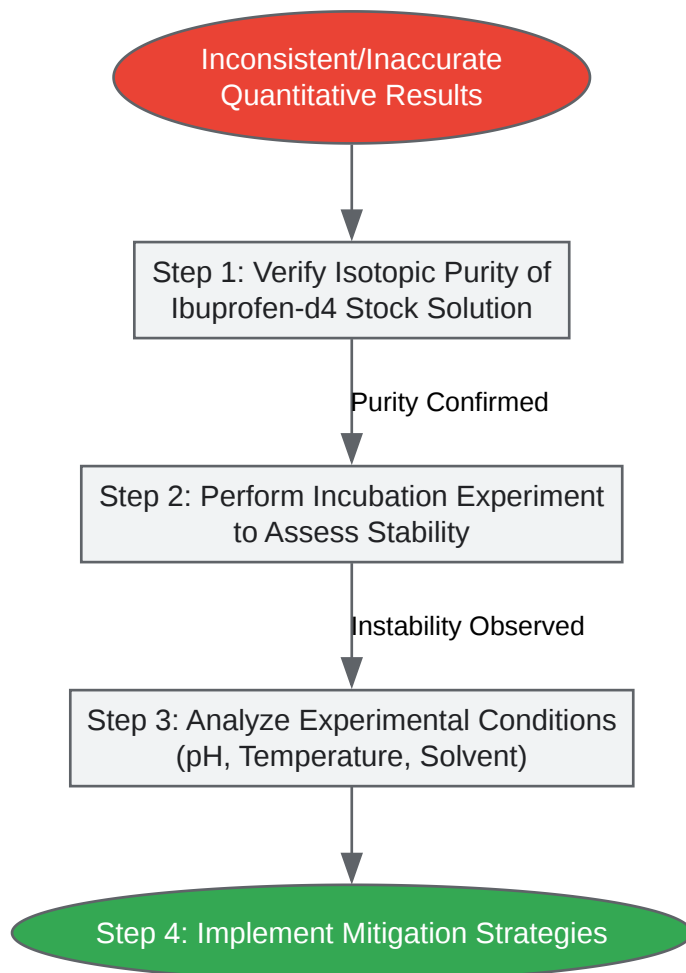 Inconsistent/Inaccurate
Quantitative Results
Step 1: Verify Isotopic Purity of
Ibuprofen-d4 Stock Solution
Purity Confirmed
Step 2: Perform Incubation Experiment
to Assess Stability
Instability Observed
Step 3: Analyze Experimental Conditions
(pH, Temperature, Solvent)
Step 4: Implement Mitigation Strategies